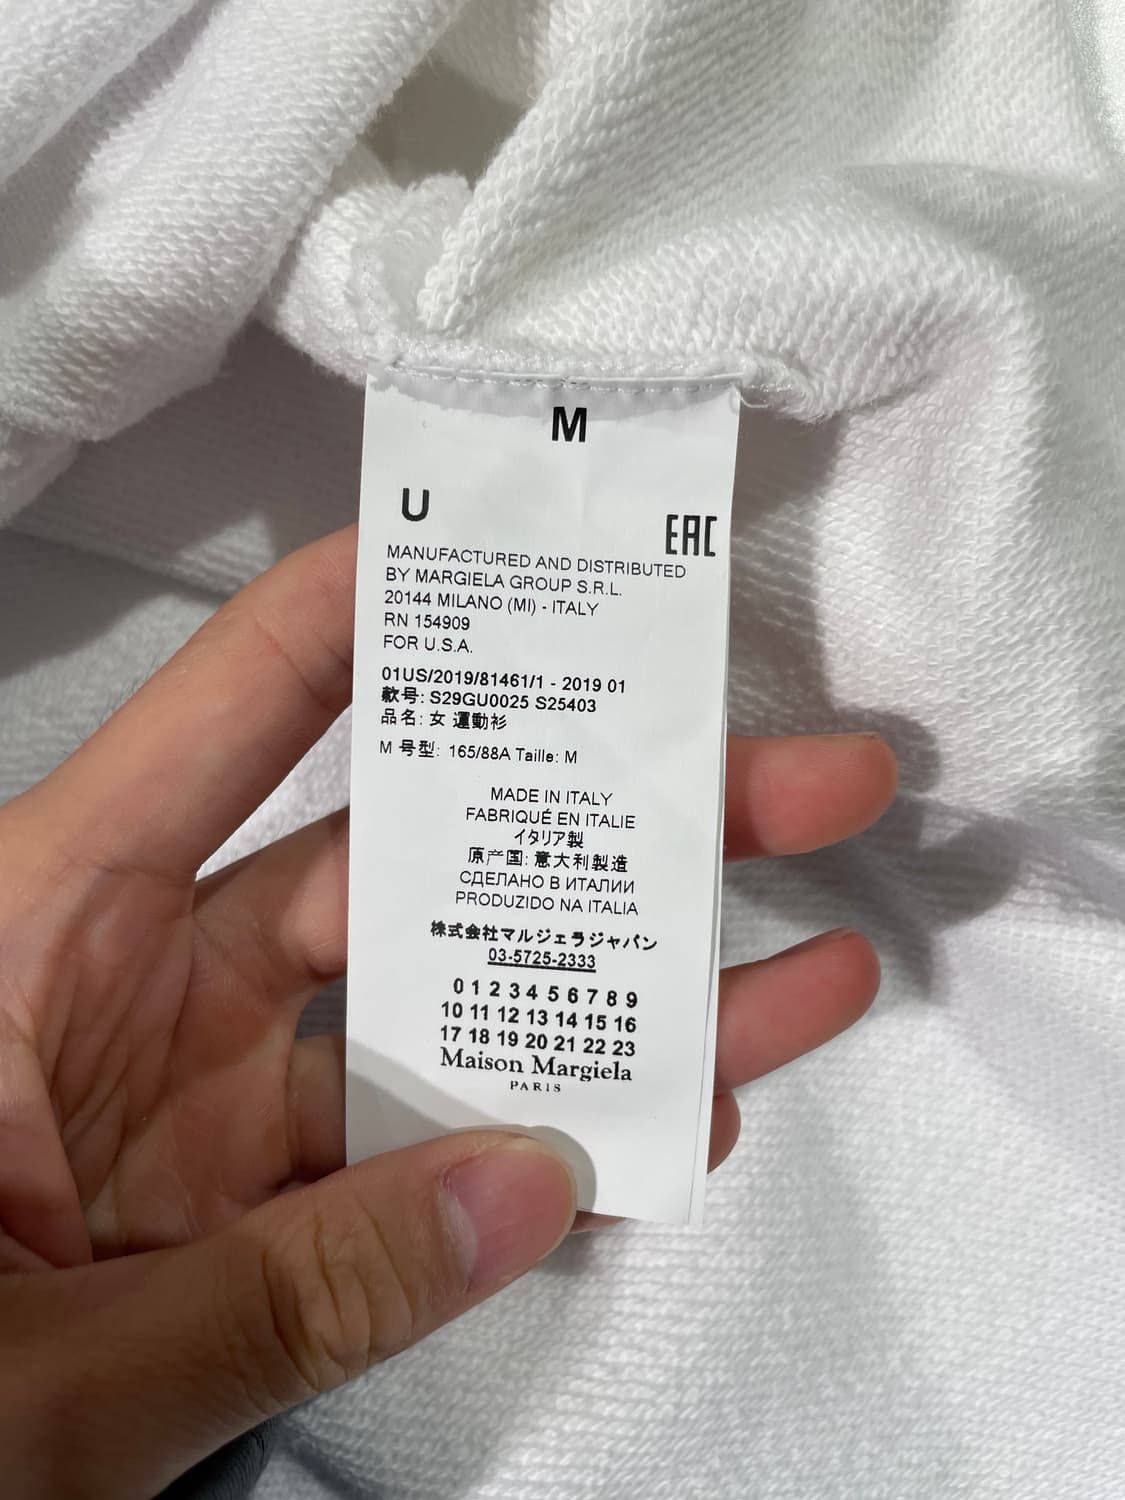 M
U
EAC
MANUFACTURED AND DISTRIBUTED
BY MARGIELA GROUP S.R.L.
20144 MILANO (MI) - ITALY
RN 154909
FOR U.S.A.
01US/2019/81461/1 - 2019 01
款号: S29GU0025 S25403
品名: 女 運動衫
M 号型: 165/88A Taille: M
MADE IN ITALY
FABRIQUÉ EN ITALIE
イタリア製
原产国: 意大利製造
СДЕЛАНО В ИТАЛИИ
PRODUZIDO NA ITALIA
株式会社マルジェラジャパン
03-5725-2333
0 1 2 3 4 5 6 7 8 9
10 11 12 13 14 15 16
17 18 19 20 21 22 23
Maison Margiela
PARIS